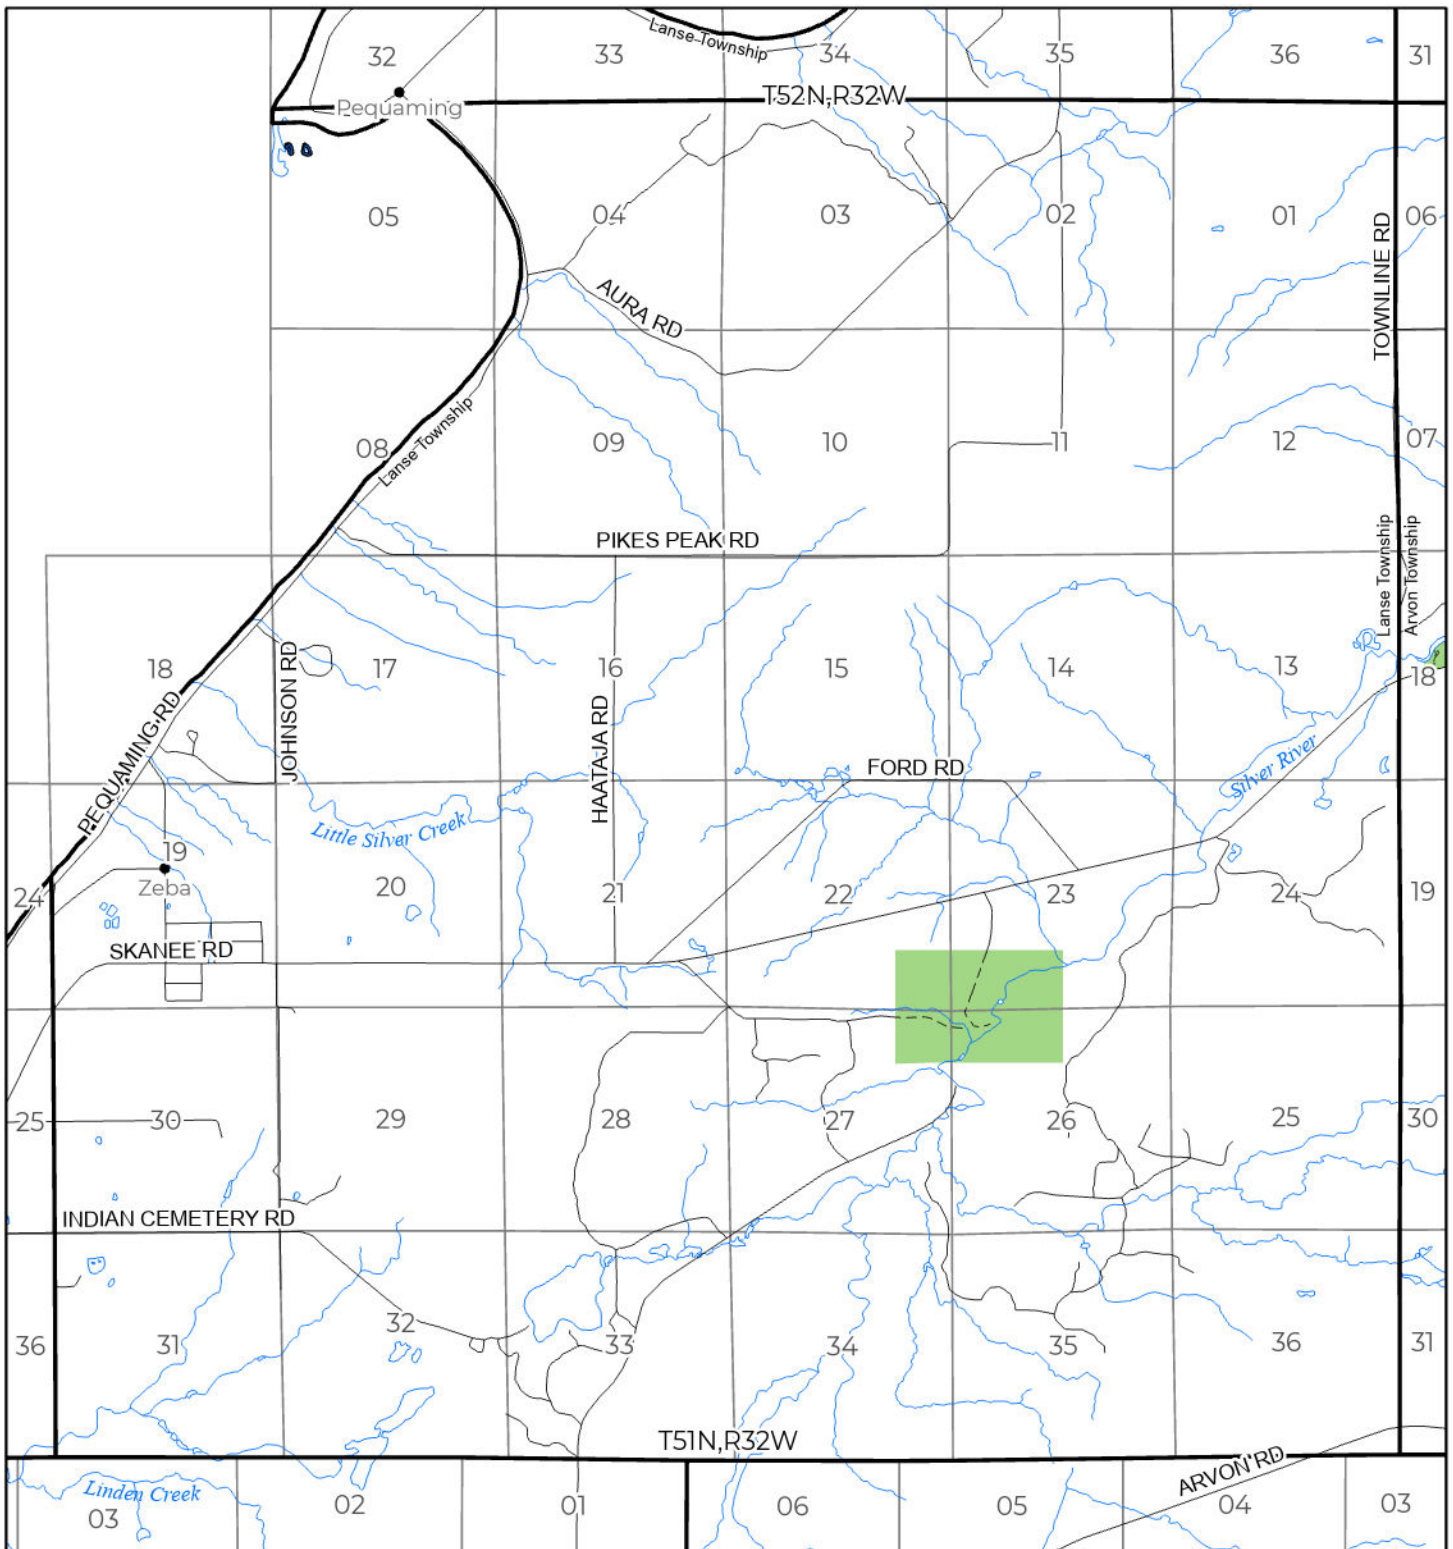 Lanse Township
32
33
34
35
36
31
Pequaming
T52N,R32W
05
04
03
02
01
06
AURA RD
TOWNLINE RD
08
Lanse Township
09
10
11
12
07
PIKES PEAK RD
Lanse Township
Arvon Township
18
JOHNSON RD
17
16
15
14
13
18
PEQUAMING RD
HAATAJA RD
FORD RD
Silver River
Little Silver Creek
19
Zeba
24
20
21
22
23
24
19
SKANEE RD
25
30
29
28
27
26
25
30
INDIAN CEMETERY RD
36
31
32
33
34
35
36
31
T51N,R32W
ARVON RD
Linden Creek
03
02
01
06
05
04
03